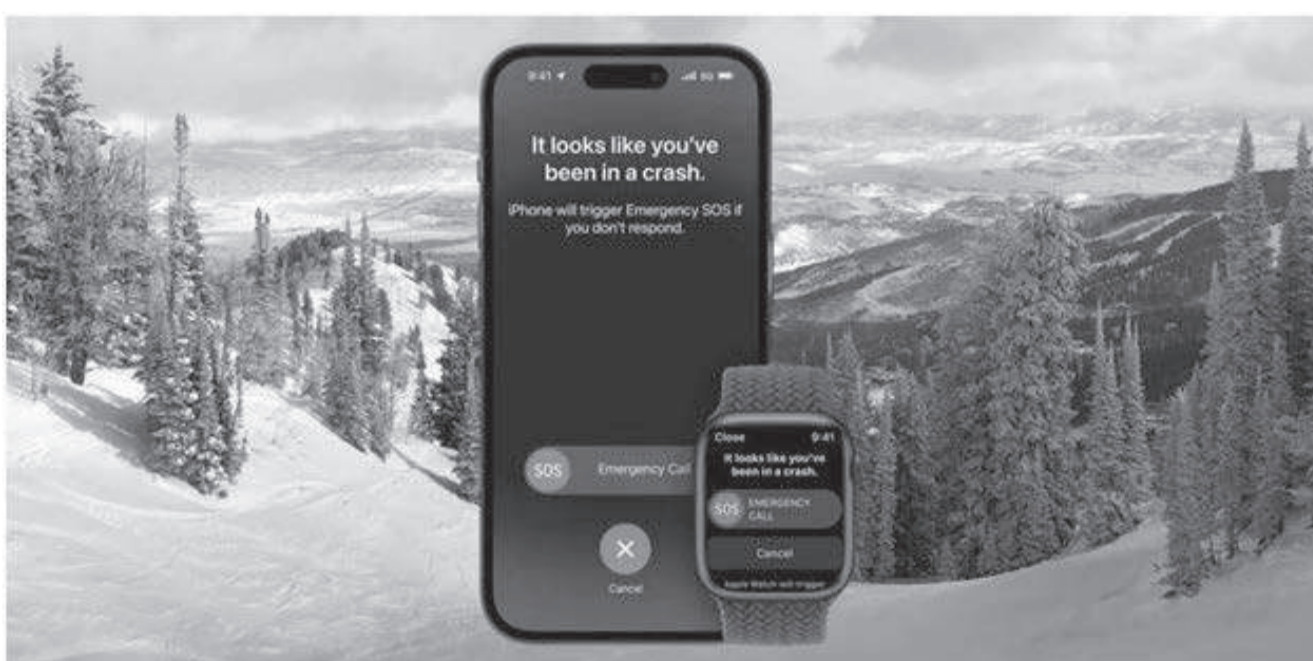 9:41
5G
It looks like you've
been in a crash.
iPhone will trigger Emergency SOS if
you don't respond.
SOS Emergency Call
Cancel
Close 9:41
It looks like you've
been in a crash.
SOS EMERGENCY
CALL
Cancel
Apple Watch will trigger